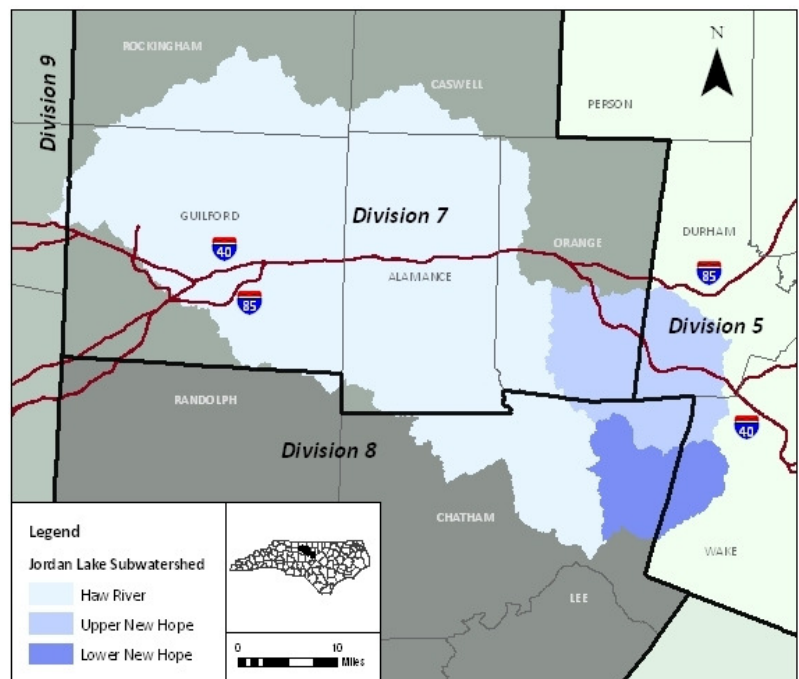 ROCKINGHAM
CASWELL
N
PERSON
Division 9
GUILFORD
Division 7
ORANGE
DURHAM
40
ALAMANCE
85
85
Division 5
RANDOLPH
Division 8
40
CHATHAM
WAKE
LEE
Legend
Jordan Lake Subwatershed
Haw River
Upper New Hope
Lower New Hope
0 10
Miles